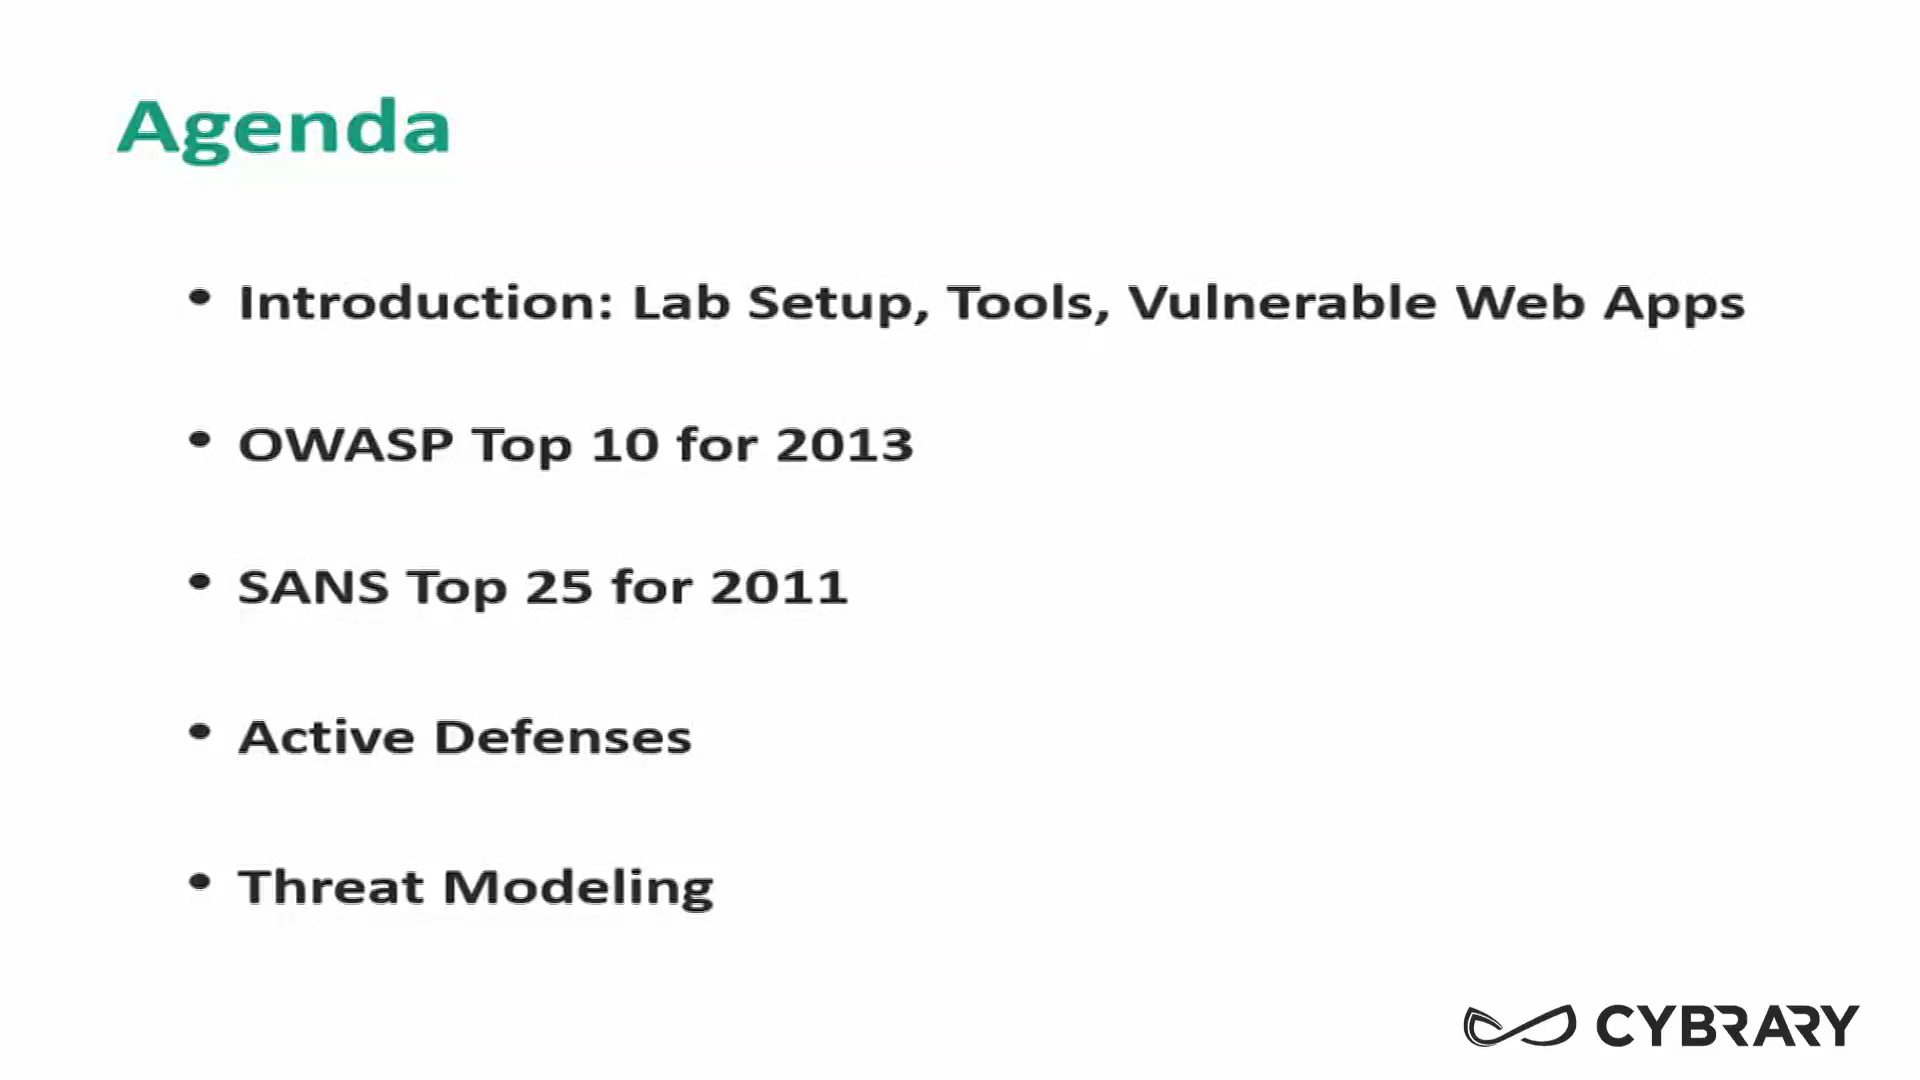 Agenda
• Introduction: Lab Setup, Tools, Vulnerable Web Apps
• OWASP Top 10 for 2013
• SANS Top 25 for 2011
• Active Defenses
• Threat Modeling
CYBRARY